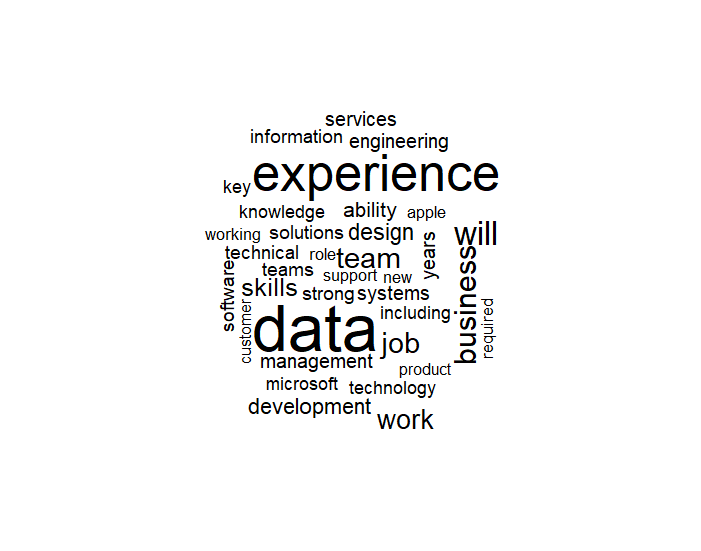 services
information engineering
key experience
knowledge ability apple
working solutions design will
technical role team years
teams support new
software skills strong systems business
customer data including required
job
management product
microsoft technology
development work